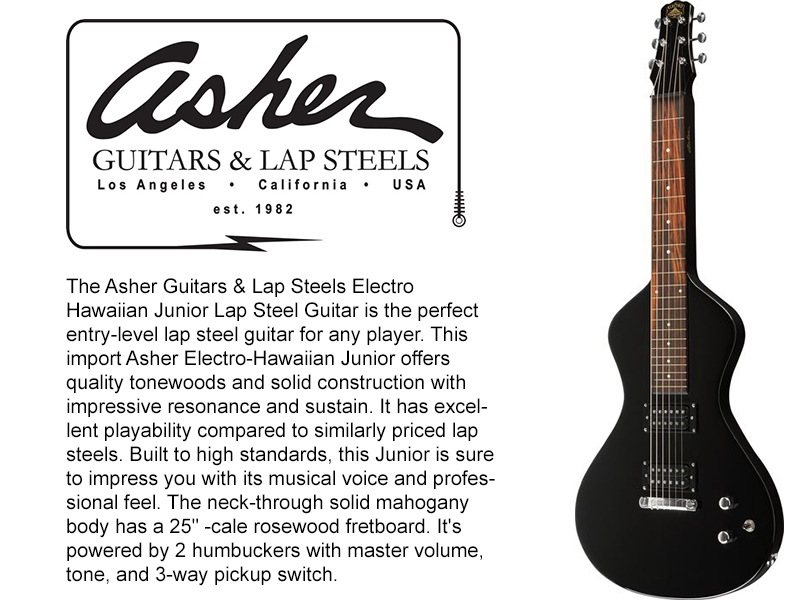 Asher
GUITARS & LAP STEELS
Los Angeles • California • USA
est. 1982
The Asher Guitars & Lap Steels Electro
Hawaiian Junior Lap Steel Guitar is the perfect
entry-level lap steel guitar for any player. This
import Asher Electro-Hawaiian Junior offers
quality tonewoods and solid construction with
impressive resonance and sustain. It has excel-
lent playability compared to similarly priced lap
steels. Built to high standards, this Junior is sure
to impress you with its musical voice and profes-
sional feel. The neck-through solid mahogany
body has a 25" -cale rosewood fretboard. It's
powered by 2 humbuckers with master volume,
tone, and 3-way pickup switch.